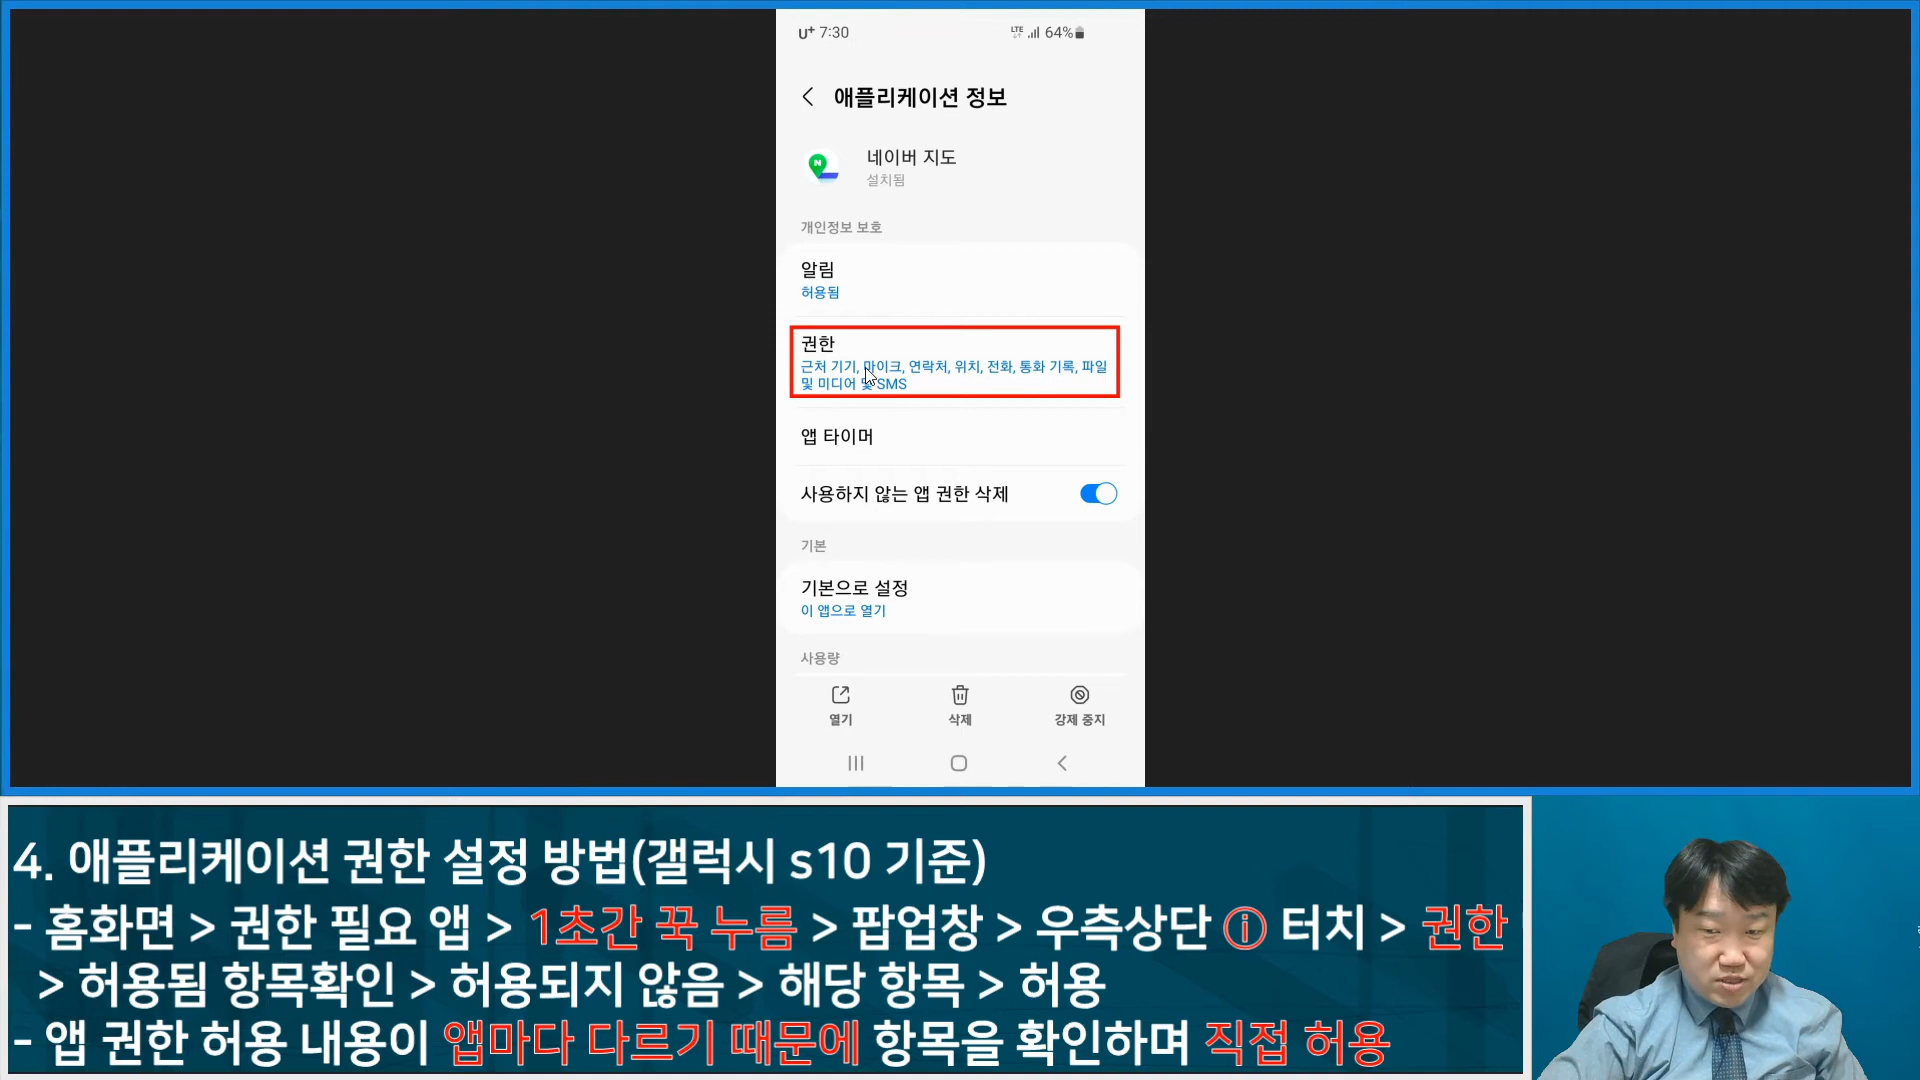 U⁺ 7:30 LTE 64%
애플리케이션 정보
N
네이버 지도
설치됨
개인정보 보호
알림
허용됨
권한
근처 기기, 마이크, 연락처, 위치, 전화, 통화 기록, 파일
및 미디어 및 SMS
앱 타이머
사용하지 않는 앱 권한 삭제
기본
기본으로 설정
이 앱으로 열기
사용량
열기 삭제 강제 중지
4. 애플리케이션 권한 설정 방법(갤럭시 s10 기준)
- 홈화면 > 권한 필요 앱 > 1초간 꾹 누름 > 팝업창 > 우측상단 ⓘ 터치 > 권한
> 허용됨 항목확인 > 허용되지 않음 > 해당 항목 > 허용
- 앱 권한 허용 내용이 앱마다 다르기 때문에 항목을 확인하며 직접 허용